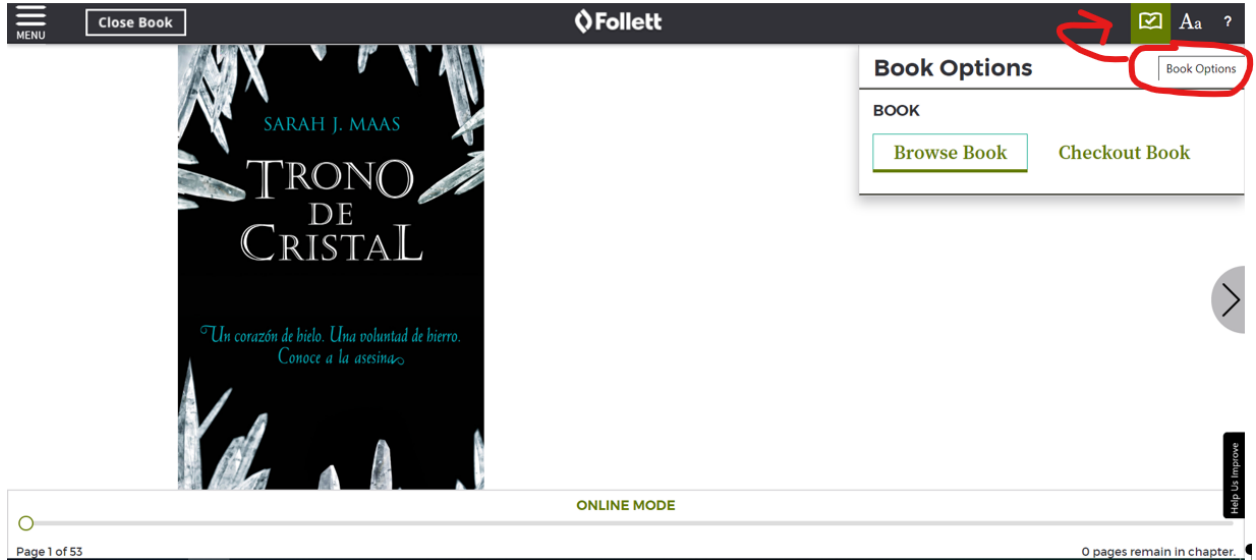 MENU
Close Book
Follett
Aa
?
Book Options
Book Options
BOOK
Browse Book
Checkout Book
SARAH J. MAAS
TRONO
DE
CRISTAL
Un corazón de hielo. Una voluntad de hierro.
Conoce a la asesina
Help Us Improve
ONLINE MODE
Page 1 of 53
0 pages remain in chapter.